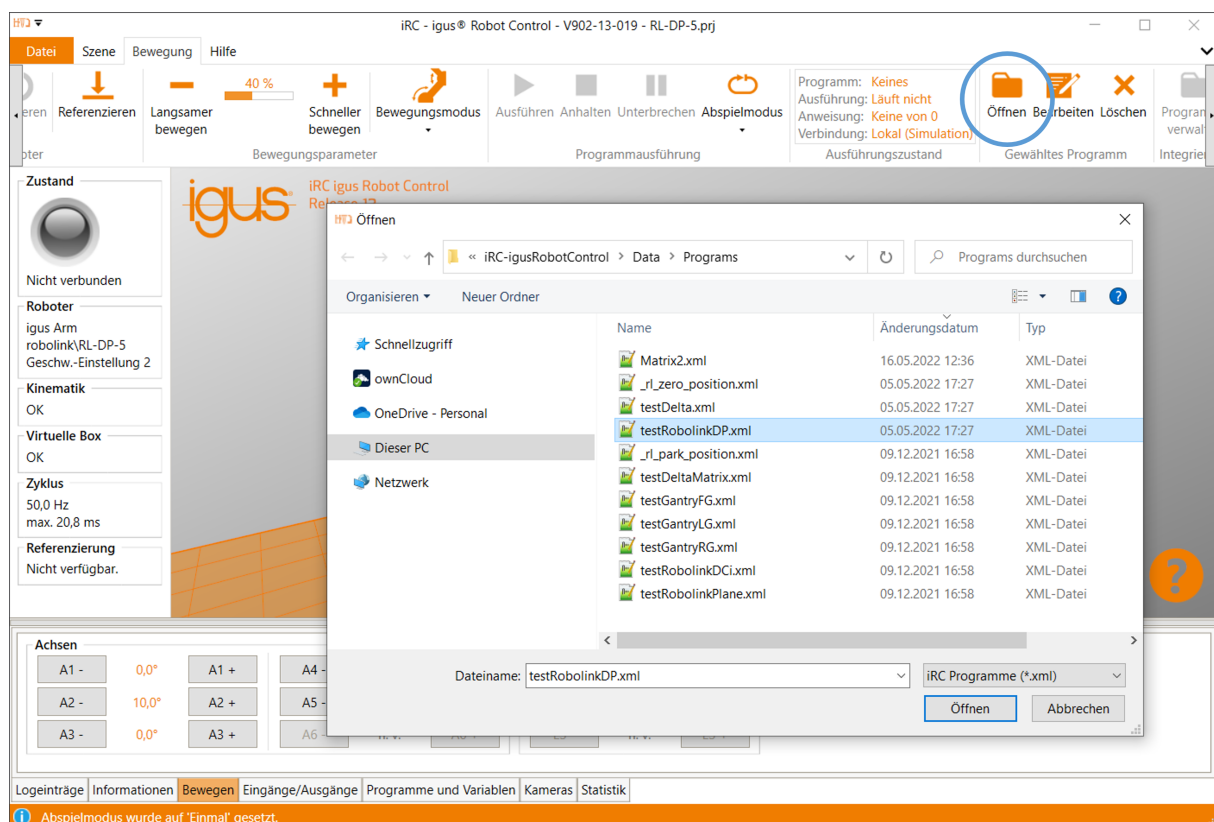 iRC - igus® Robot Control - V902-13-019 - RL-DP-5.prj
Datei Szene Bewegung Hilfe
40 %
Referenzieren Langsamer bewegen Schneller bewegen Bewegungsmodus Ausführen Anhalten Unterbrechen Abspielmodus
Programm: Keines
Ausführung: Läuft nicht
Anweisung: Keine von 0
Verbindung: Lokal (Simulation)
Öffnen Bearbeiten Löschen
Bewegungsparameter Programmausführung Ausführungszustand Gewähltes Programm
Zustand
Nicht verbunden
Roboter
igus Arm
robolink\RL-DP-5
Geschw.-Einstellung 2
Kinematik
OK
Virtuelle Box
OK
Zyklus
50,0 Hz
max. 20,8 ms
Referenzierung
Nicht verfügbar.
igus
iRC igus Robot Control
Öffnen
« iRC-igusRobotControl > Data > Programs
Programs durchsuchen
Organisieren Neuer Ordner
Schnellzugriff
ownCloud
OneDrive - Personal
Dieser PC
Netzwerk
Name Änderungsdatum Typ
Matrix2.xml 16.05.2022 12:36 XML-Datei
_rl_zero_position.xml 05.05.2022 17:27 XML-Datei
testDelta.xml 05.05.2022 17:27 XML-Datei
testRobolinkDP.xml 05.05.2022 17:27 XML-Datei
_rl_park_position.xml 09.12.2021 16:58 XML-Datei
testDeltaMatrix.xml 09.12.2021 16:58 XML-Datei
testGantryFG.xml 09.12.2021 16:58 XML-Datei
testGantryLG.xml 09.12.2021 16:58 XML-Datei
testGantryRG.xml 09.12.2021 16:58 XML-Datei
testRobolinkDCi.xml 09.12.2021 16:58 XML-Datei
testRobolinkPlane.xml 09.12.2021 16:58 XML-Datei
Dateiname: testRobolinkDP.xml iRC Programme (*.xml)
Öffnen Abbrechen
?
Achsen
A1 - 0,0° A1 + A4 -
A2 - 10,0° A2 + A5 -
A3 - 0,0° A3 + A6 -
Logeinträge Informationen Bewegen Eingänge/Ausgänge Programme und Variablen Kameras Statistik
Abspielmodus wurde auf 'Einmal' gesetzt.